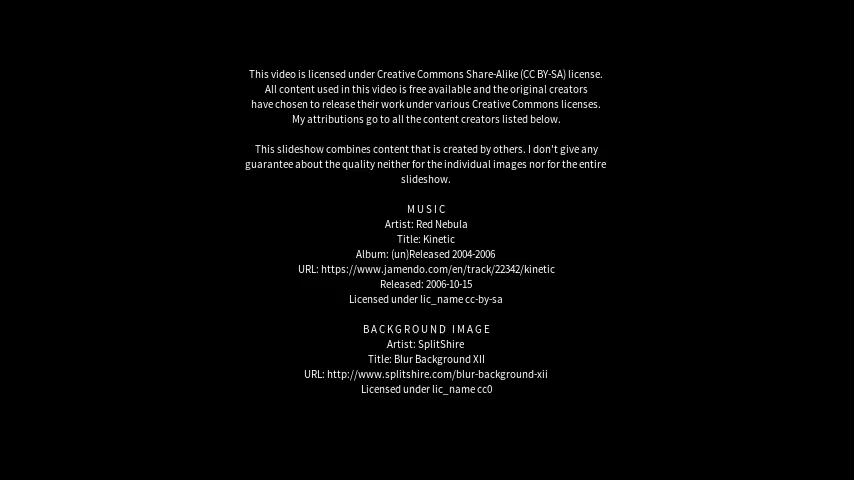 This video is licensed under Creative Commons Share-Alike (CC BY-SA) license.
All content used in this video is free available and the original creators
have chosen to release their work under various Creative Commons licenses.
My attributions go to all the content creators listed below.
This slideshow combines content that is created by others. I don't give any
guarantee about the quality neither for the individual images nor for the entire
slideshow.
MUSIC
Artist: Red Nebula
Title: Kinetic
Album: (un)Released 2004-2006
URL: https://www.jamendo.com/en/track/22342/kinetic
Released: 2006-10-15
Licensed under lic_name cc-by-sa
BACKGROUND IMAGE
Artist: SplitShire
Title: Blur Background XII
URL: http://www.splitshire.com/blur-background-xii
Licensed under lic_name cc0